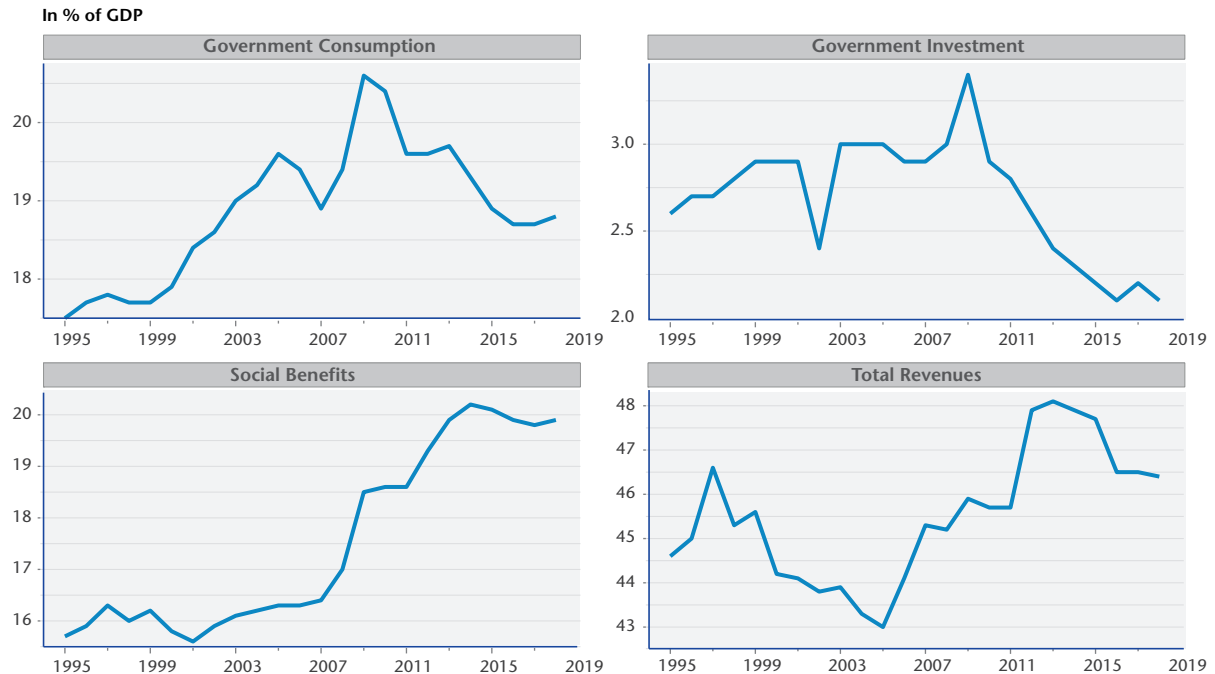 In % of GDP
Government Consumption
20
19
18
1995 1999 2003 2007 2011 2015 2019
Government Investment
3.0
2.5
2.0
1995 1999 2003 2007 2011 2015 2019
Social Benefits
20
19
18
17
16
1995 1999 2003 2007 2011 2015 2019
Total Revenues
48
47
46
45
44
43
1995 1999 2003 2007 2011 2015 2019